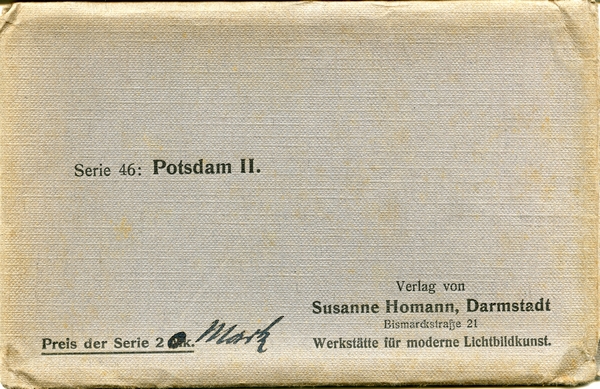 Serie 46: Potsdam II.
Verlag von
Susanne Homann, Darmstadt
Bismarckstraße 21
Werkstätte für moderne Lichtbildkunst.
Preis der Serie 2 k. Mark